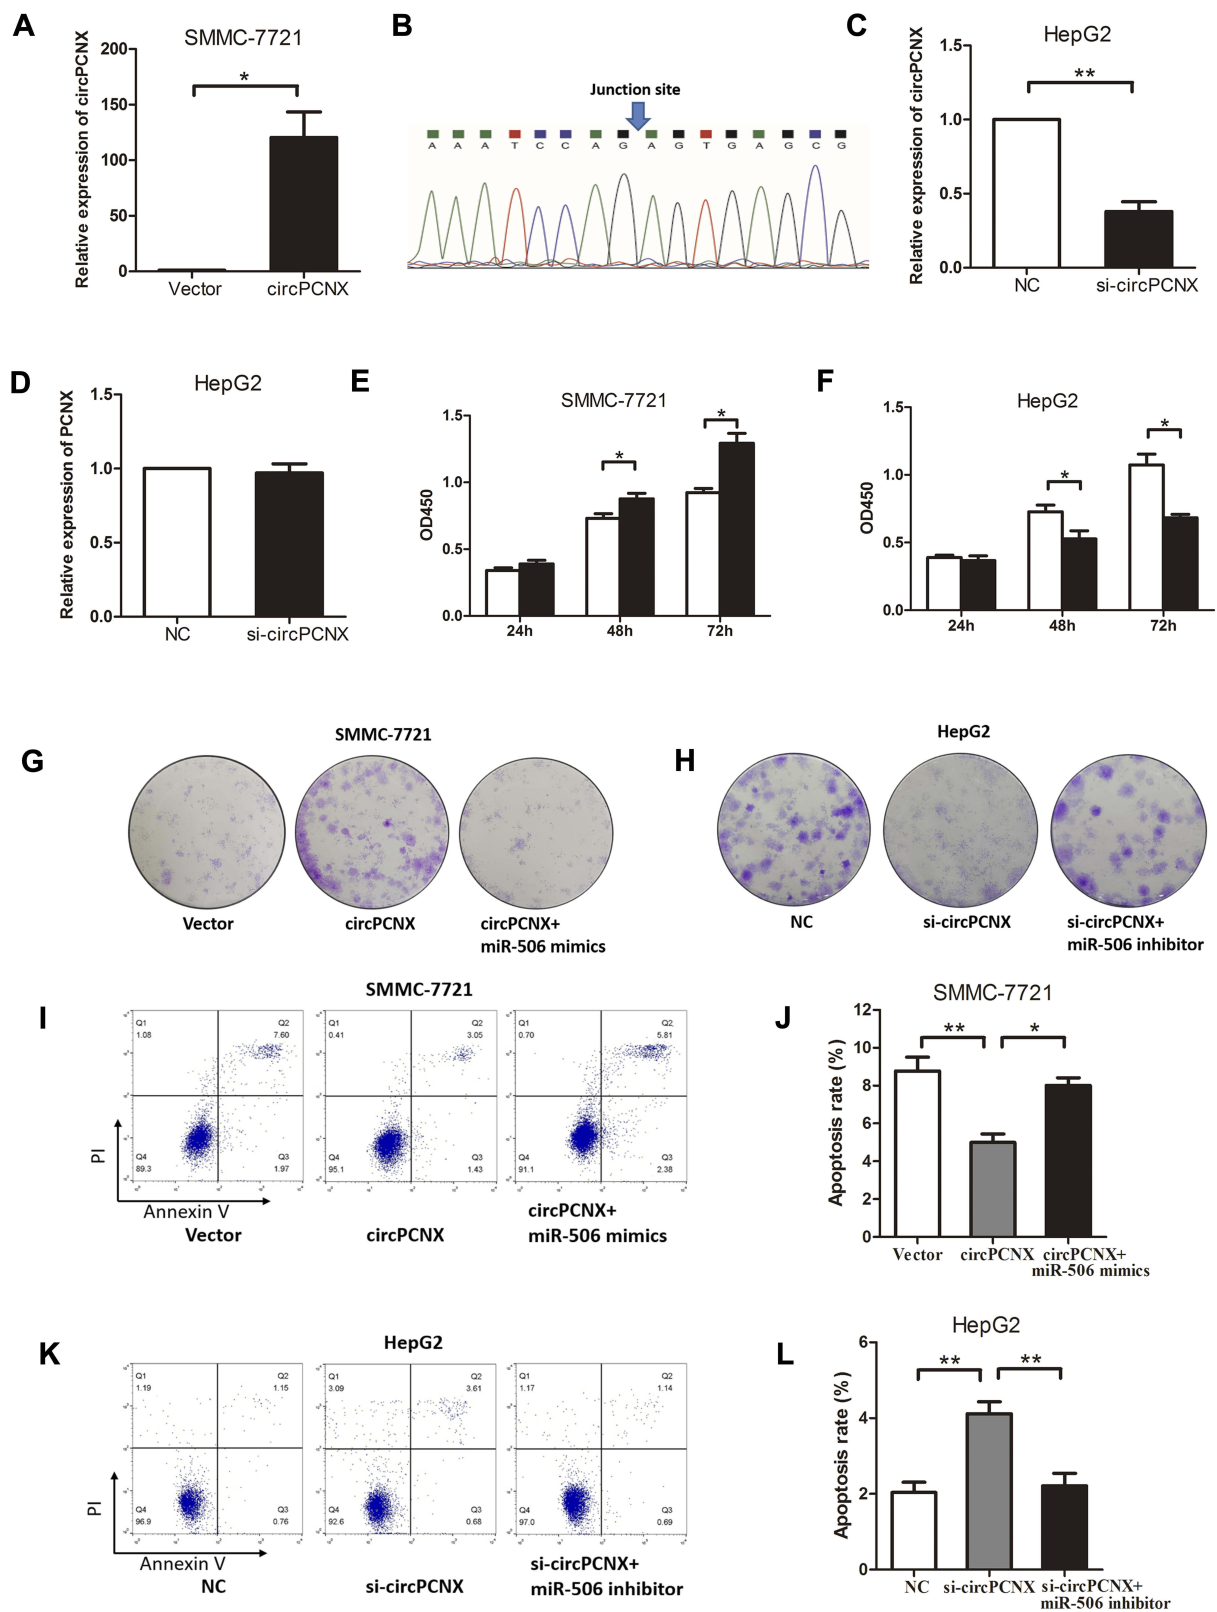 A
SMMC-7721
Relative expression of circPCNX
200
150
100
50
0
*
Vector
circPCNX
B
Junction site
A A A T C C A G A G T G A G C G
C
HepG2
Relative expression of circPCNX
1.5
1.0
0.5
0.0
**
NC
si-circPCNX
D
HepG2
Relative expression of PCNX
1.5
1.0
0.5
0.0
NC
si-circPCNX
E
SMMC-7721
OD450
1.5
1.0
0.5
0.0
*
*
24h
48h
72h
F
HepG2
OD450
1.5
1.0
0.5
0.0
*
*
24h
48h
72h
G
SMMC-7721
Vector
circPCNX
circPCNX+
miR-506 mimics
H
HepG2
NC
si-circPCNX
si-circPCNX+
miR-506 inhibitor
I
SMMC-7721
Q1
1.08
Q2
7.60
Q4
89.3
Q3
1.97
Q1
0.41
Q2
3.05
Q4
95.1
Q3
1.43
Q1
0.70
Q2
5.81
Q4
91.1
Q3
2.38
PI
Annexin V
Vector
circPCNX
circPCNX+
miR-506 mimics
J
SMMC-7721
Apoptosis rate (%)
12
10
8
6
4
2
0
**
*
Vector
circPCNX
circPCNX+
miR-506 mimics
K
HepG2
Q1
1.19
Q2
1.15
Q4
96.9
Q3
0.76
Q1
3.09
Q2
3.61
Q4
92.6
Q3
0.68
Q1
1.17
Q2
1.14
Q4
97.0
Q3
0.69
PI
Annexin V
NC
si-circPCNX
si-circPCNX+
miR-506 inhibitor
L
HepG2
Apoptosis rate (%)
6
4
2
0
**
**
NC
si-circPCNX
si-circPCNX+
miR-506 inhibitor